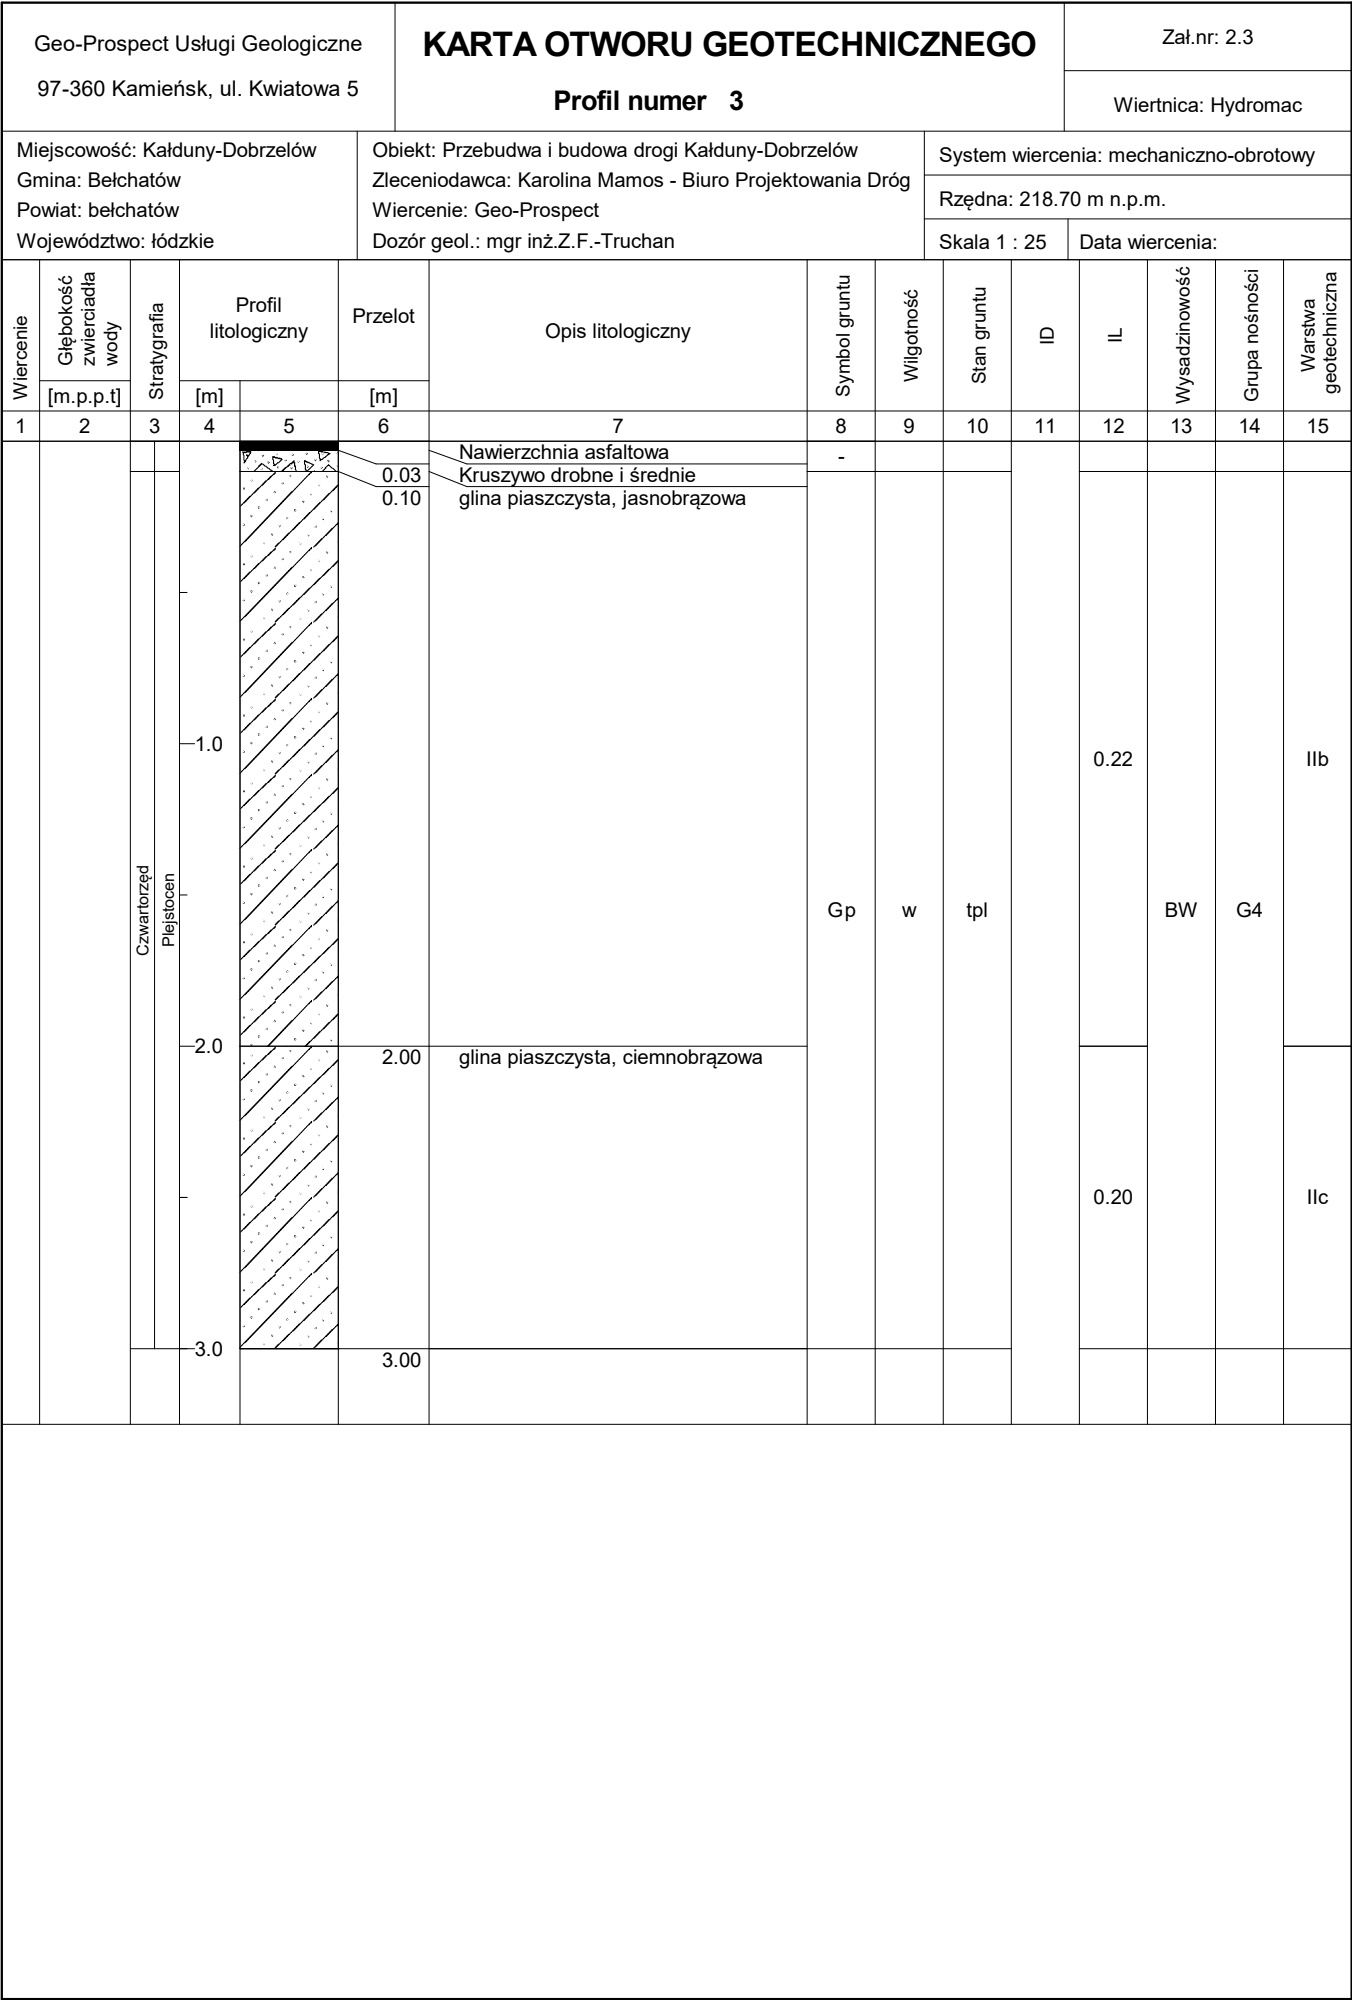 Geo-Prospect Usługi Geologiczne
97-360 Kamieńsk, ul. Kwiatowa 5
KARTA OTWORU GEOTECHNICZNEGO
Profil numer 3
Zał.nr: 2.3
Wiertnica: Hydromac
Miejscowość: Kałduny-Dobrzelów
Gmina: Bełchatów
Powiat: bełchatów
Województwo: łódzkie
Obiekt: Przebudwa i budowa drogi Kałduny-Dobrzelów
Zleceniodawca: Karolina Mamos - Biuro Projektowania Dróg
Wiercenie: Geo-Prospect
Dozór geol.: mgr inż.Z.F.-Truchan
System wiercenia: mechaniczno-obrotowy
Rzędna: 218.70 m n.p.m.
Skala 1 : 25
Data wiercenia:
Wiercenie
Głębokość
zwierciadła
wody
[m.p.p.t]
Stratygrafia
Profil
litologiczny
[m]
Przelot
[m]
Opis litologiczny
Symbol gruntu
Wilgotność
Stan gruntu
ID
IL
Wysadzinowość
Grupa nośności
Warstwa
geotechniczna
1 2 3 4 5 6 7 8 9 10 11 12 13 14 15
Nawierzchnia asfaltowa
-
0.03 Kruszywo drobne i średnie
0.10 glina piaszczysta, jasnobrązowa
1.0
0.22 IIb
Czwartorzęd
Plejstocen
Gp w tpl BW G4
2.0
2.00 glina piaszczysta, ciemnobrązowa
0.20 IIc
3.0
3.00